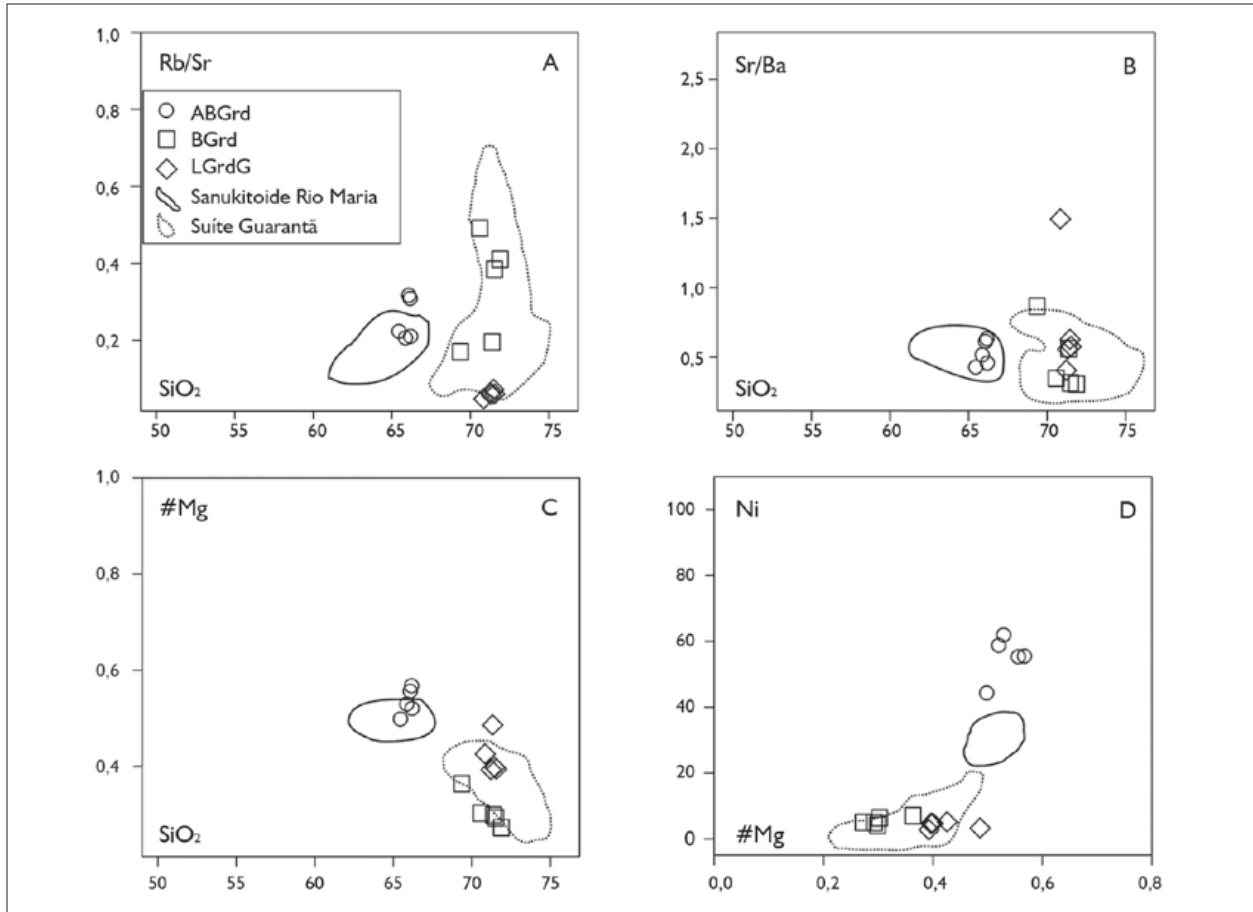 1,0
Rb/Sr
A
0,8
ABGrd
BGrd
LGrdG
Sanukitoide Rio Maria
Suíte Guarantã
0,6
0,4
0,2
SiO₂
50 55 60 65 70 75
Sr/Ba
B
2,5
2,0
1,5
1,0
0,5
SiO₂
50 55 60 65 70 75
1,0
#Mg
C
0,8
0,6
0,4
SiO₂
50 55 60 65 70 75
100
Ni
D
80
60
40
20
0
#Mg
0,0 0,2 0,4 0,6 0,8